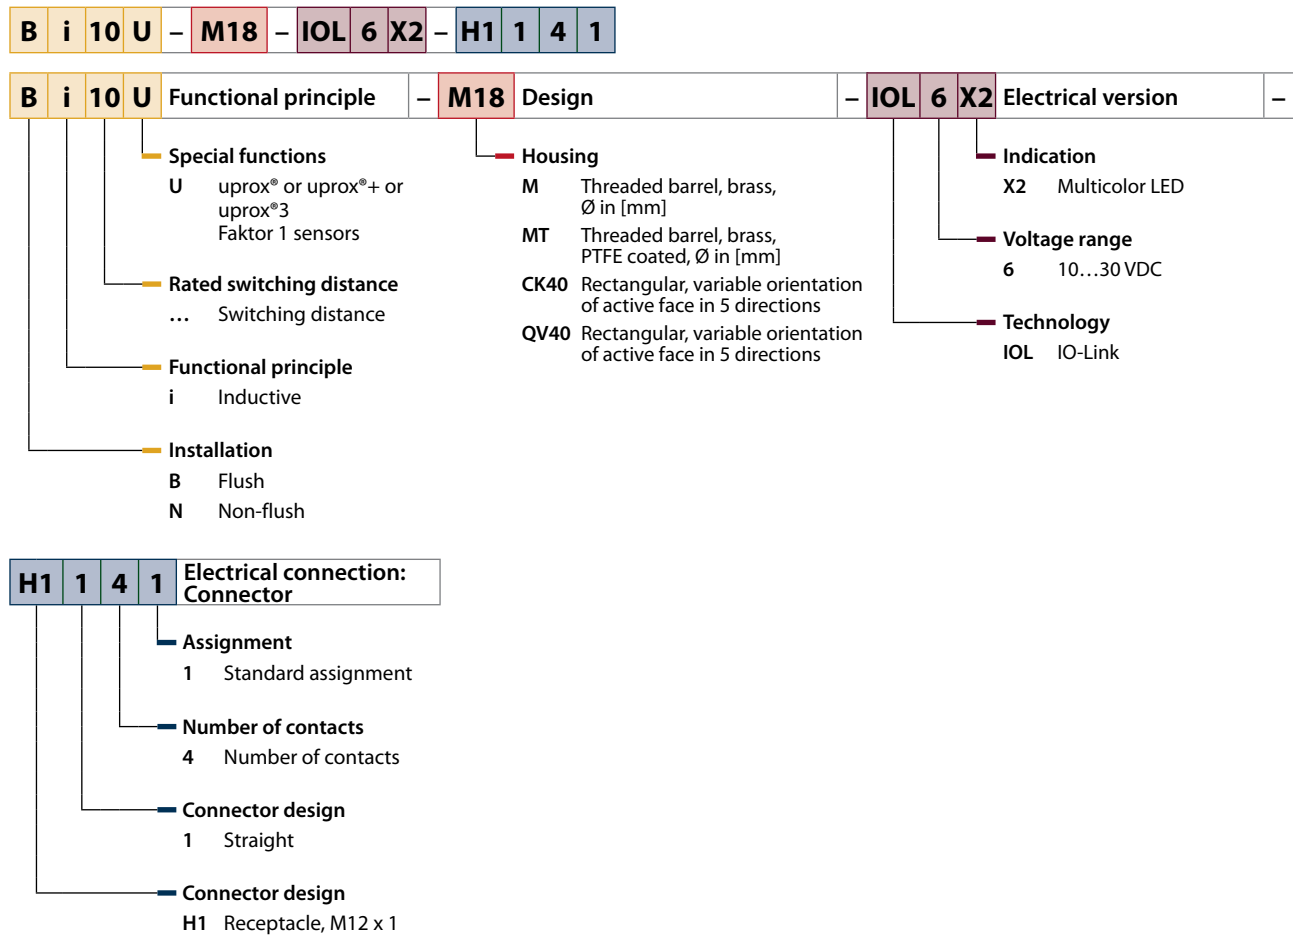 B i 10 U – M18 – IOL 6 X2 – H1 1 4 1
B i 10 U Functional principle – M18 Design – IOL 6 X2 Electrical version –
Special functions
U uprox® or uprox®+ or
uprox®3
Faktor 1 sensors
Rated switching distance
… Switching distance
Functional principle
i Inductive
Installation
B Flush
N Non-flush
Housing
M Threaded barrel, brass,
Ø in [mm]
MT Threaded barrel, brass,
PTFE coated, Ø in [mm]
CK40 Rectangular, variable orientation
of active face in 5 directions
QV40 Rectangular, variable orientation
of active face in 5 directions
Indication
X2 Multicolor LED
Voltage range
6 10…30 VDC
Technology
IOL IO-Link
H1 1 4 1 Electrical connection:
Connector
Assignment
1 Standard assignment
Number of contacts
4 Number of contacts
Connector design
1 Straight
Connector design
H1 Receptacle, M12 x 1